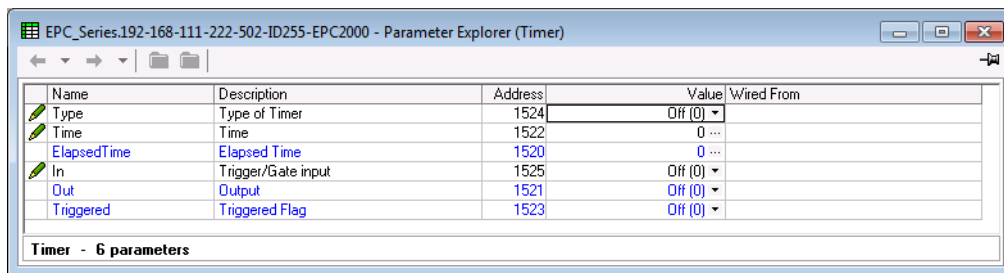 EPC_Series.192-168-111-222-502-ID255-EPC2000 - Parameter Explorer (Timer)
Name Description Address Value Wired From
Type Type of Timer 1524 Off (0)
Time Time 1522 0 ...
ElapsedTime Elapsed Time 1520 0 ...
In Trigger/Gate input 1525 Off (0)
Out Output 1521 Off (0)
Triggered Triggered Flag 1523 Off (0)
Timer - 6 parameters